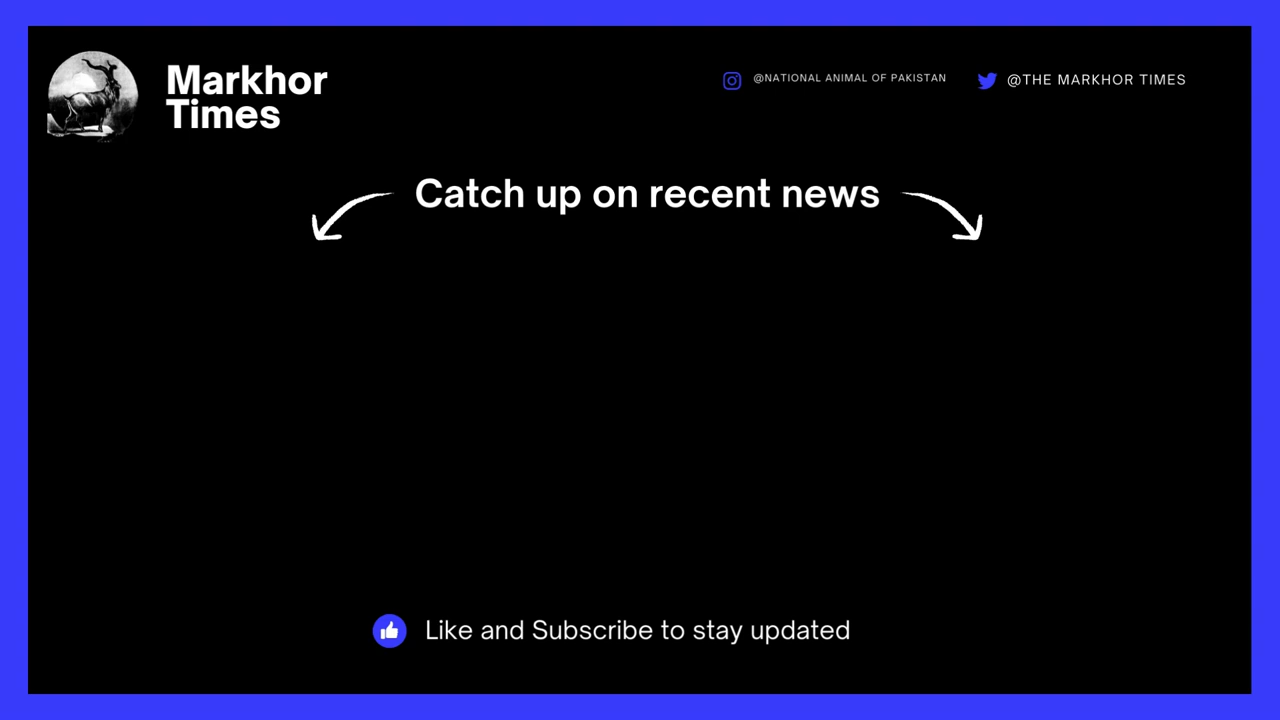 Markhor
Times
@NATIONAL ANIMAL OF PAKISTAN
@THE MARKHOR TIMES
Catch up on recent news
Like and Subscribe to stay updated